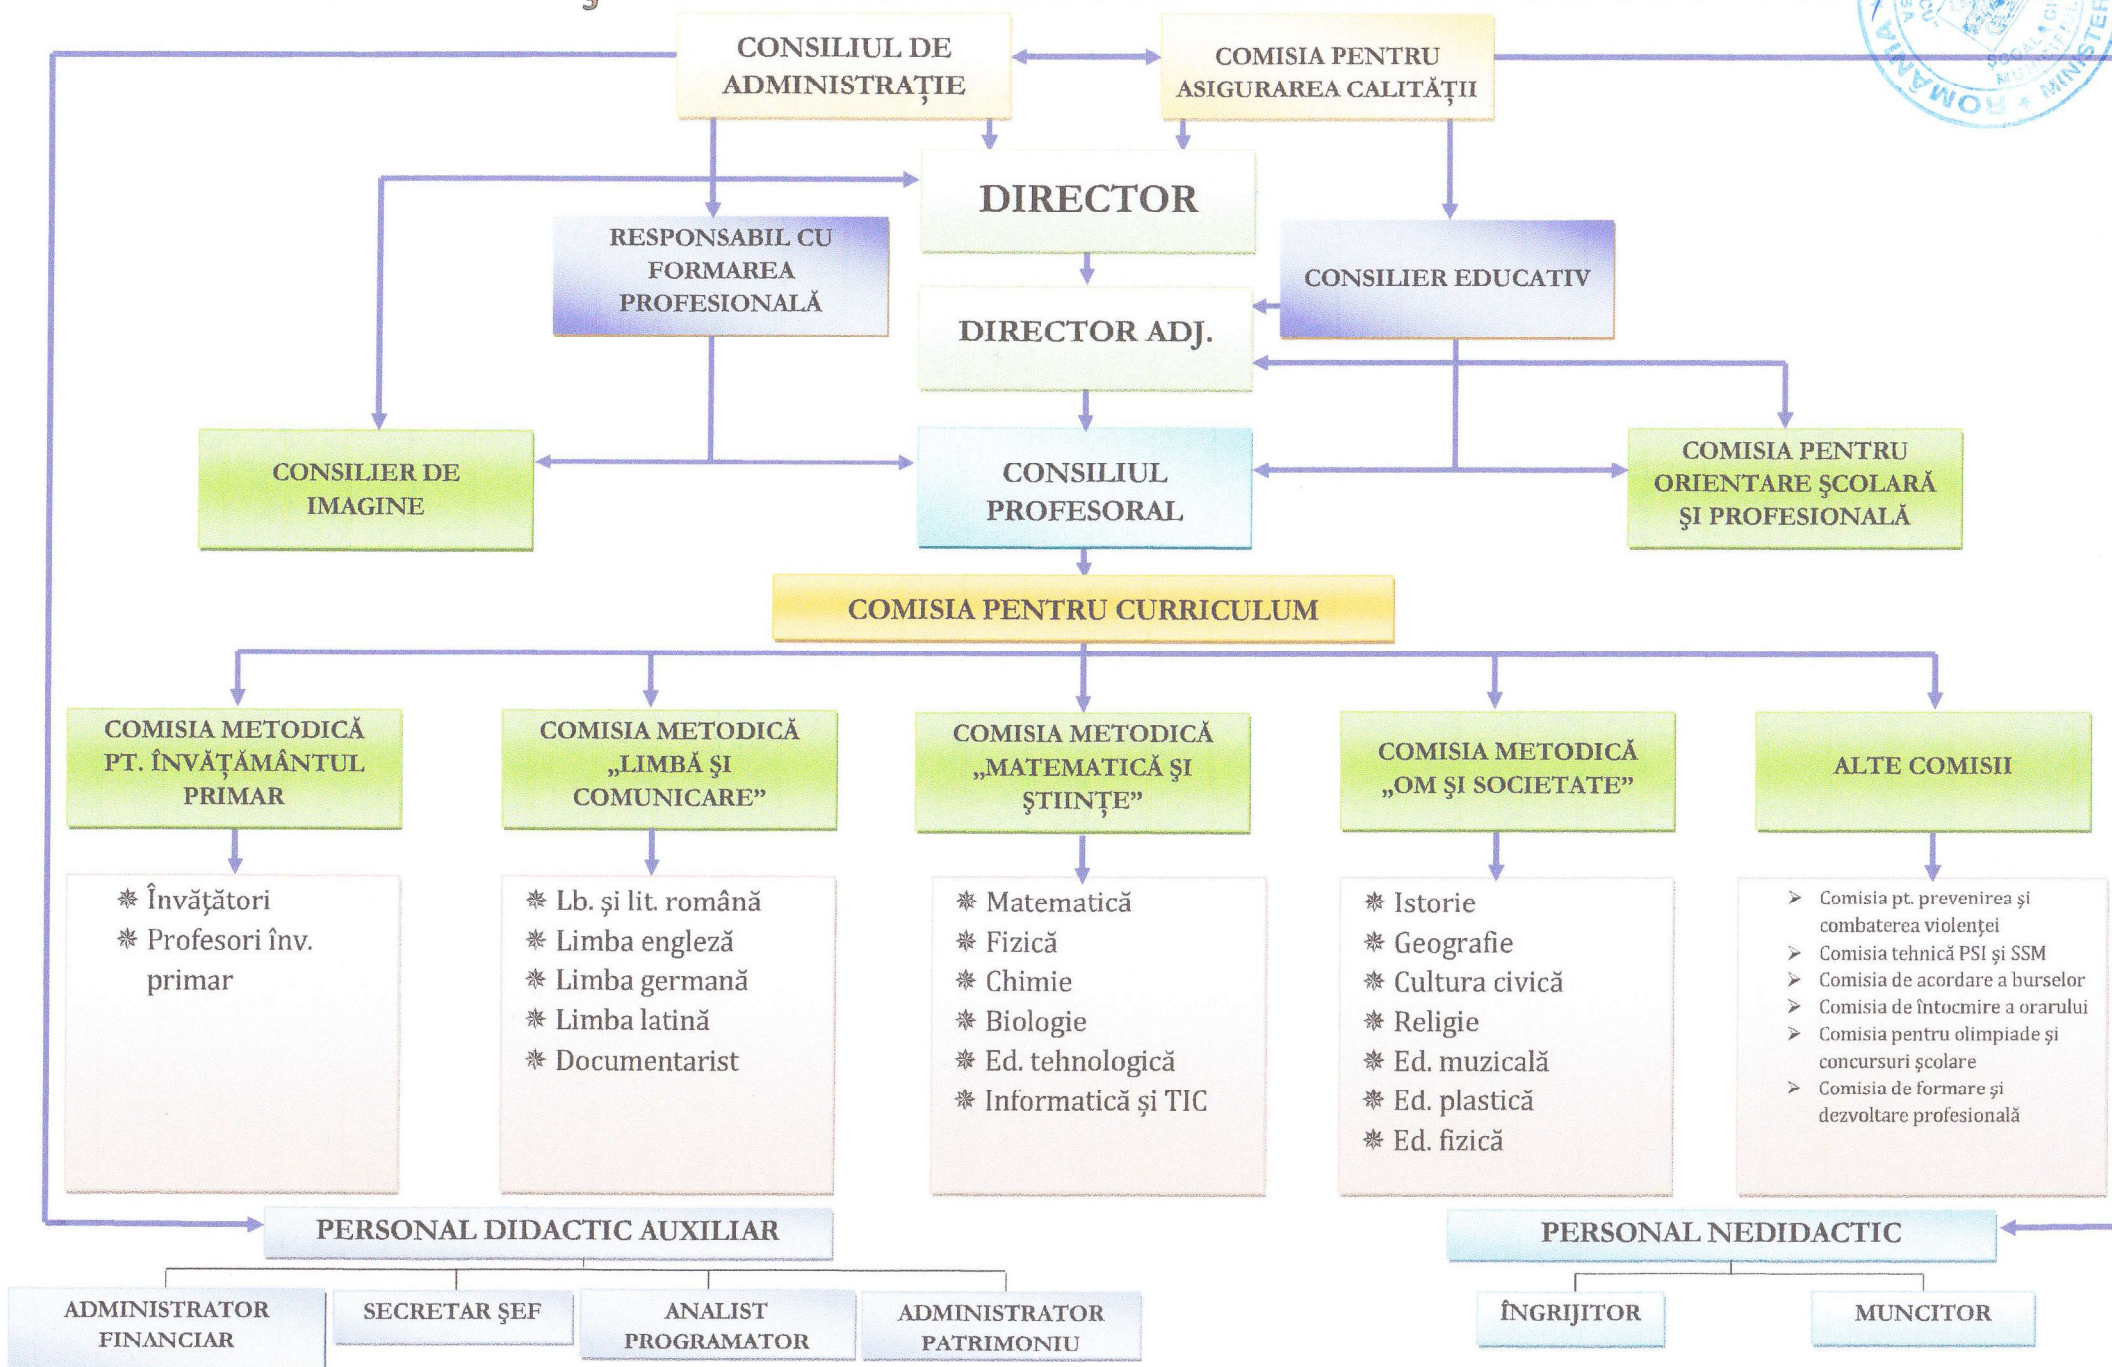 CONSILIUL DE
ADMINISTRAȚIE
COMISIA PENTRU
ASIGURAREA CALITĂȚII
ROMÂNIA * MINISTER
DIRECTOR
RESPONSABIL CU
FORMAREA
PROFESIONALĂ
CONSILIER EDUCATIV
DIRECTOR ADJ.
CONSILIER DE
IMAGINE
CONSILIUL
PROFESORAL
COMISIA PENTRU
ORIENTARE ŞCOLARĂ
ŞI PROFESIONALĂ
COMISIA PENTRU CURRICULUM
COMISIA METODICĂ
PT. ÎNVĂȚĂMÂNTUL
PRIMAR
COMISIA METODICĂ
„LIMBĂ ŞI
COMUNICARE”
COMISIA METODICĂ
„MATEMATICĂ ŞI
ŞTIINȚE”
COMISIA METODICĂ
„OM ŞI SOCIETATE”
ALTE COMISII
Învățători
Profesori înv.
primar
Lb. şi lit. română
Limba engleză
Limba germană
Limba latină
Documentarist
Matematică
Fizică
Chimie
Biologie
Ed. tehnologică
Informatică și TIC
Istorie
Geografie
Cultura civică
Religie
Ed. muzicală
Ed. plastică
Ed. fizică
Comisia pt. prevenirea şi
combaterea violenţei
Comisia tehnică PSI şi SSM
Comisia de acordare a burselor
Comisia de întocmire a orarului
Comisia pentru olimpiade şi
concursuri şcolare
Comisia de formare şi
dezvoltare profesională
PERSONAL DIDACTIC AUXILIAR
ADMINISTRATOR
FINANCIAR
SECRETAR ŞEF
ANALIST
PROGRAMATOR
ADMINISTRATOR
PATRIMONIU
PERSONAL NEDIDACTIC
ÎNGRIJITOR
MUNCITOR